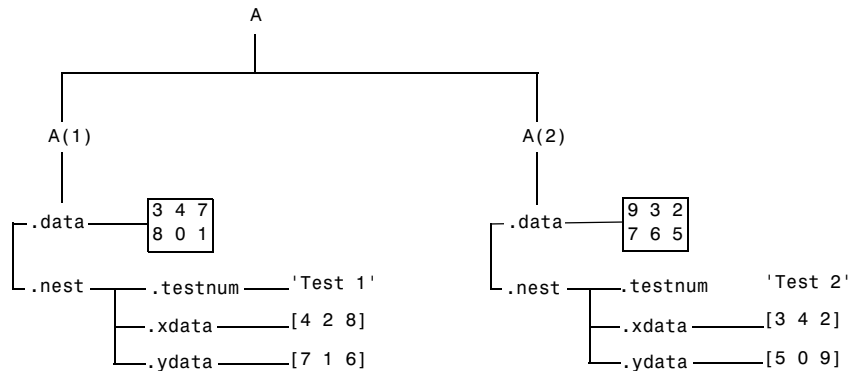 A
A(1) A(2)
.data 3 4 7 .data 9 3 2
8 0 1 7 6 5
.nest .testnum 'Test 1' .nest .testnum 'Test 2'
.xdata [4 2 8] .xdata [3 4 2]
.ydata [7 1 6] .ydata [5 0 9]